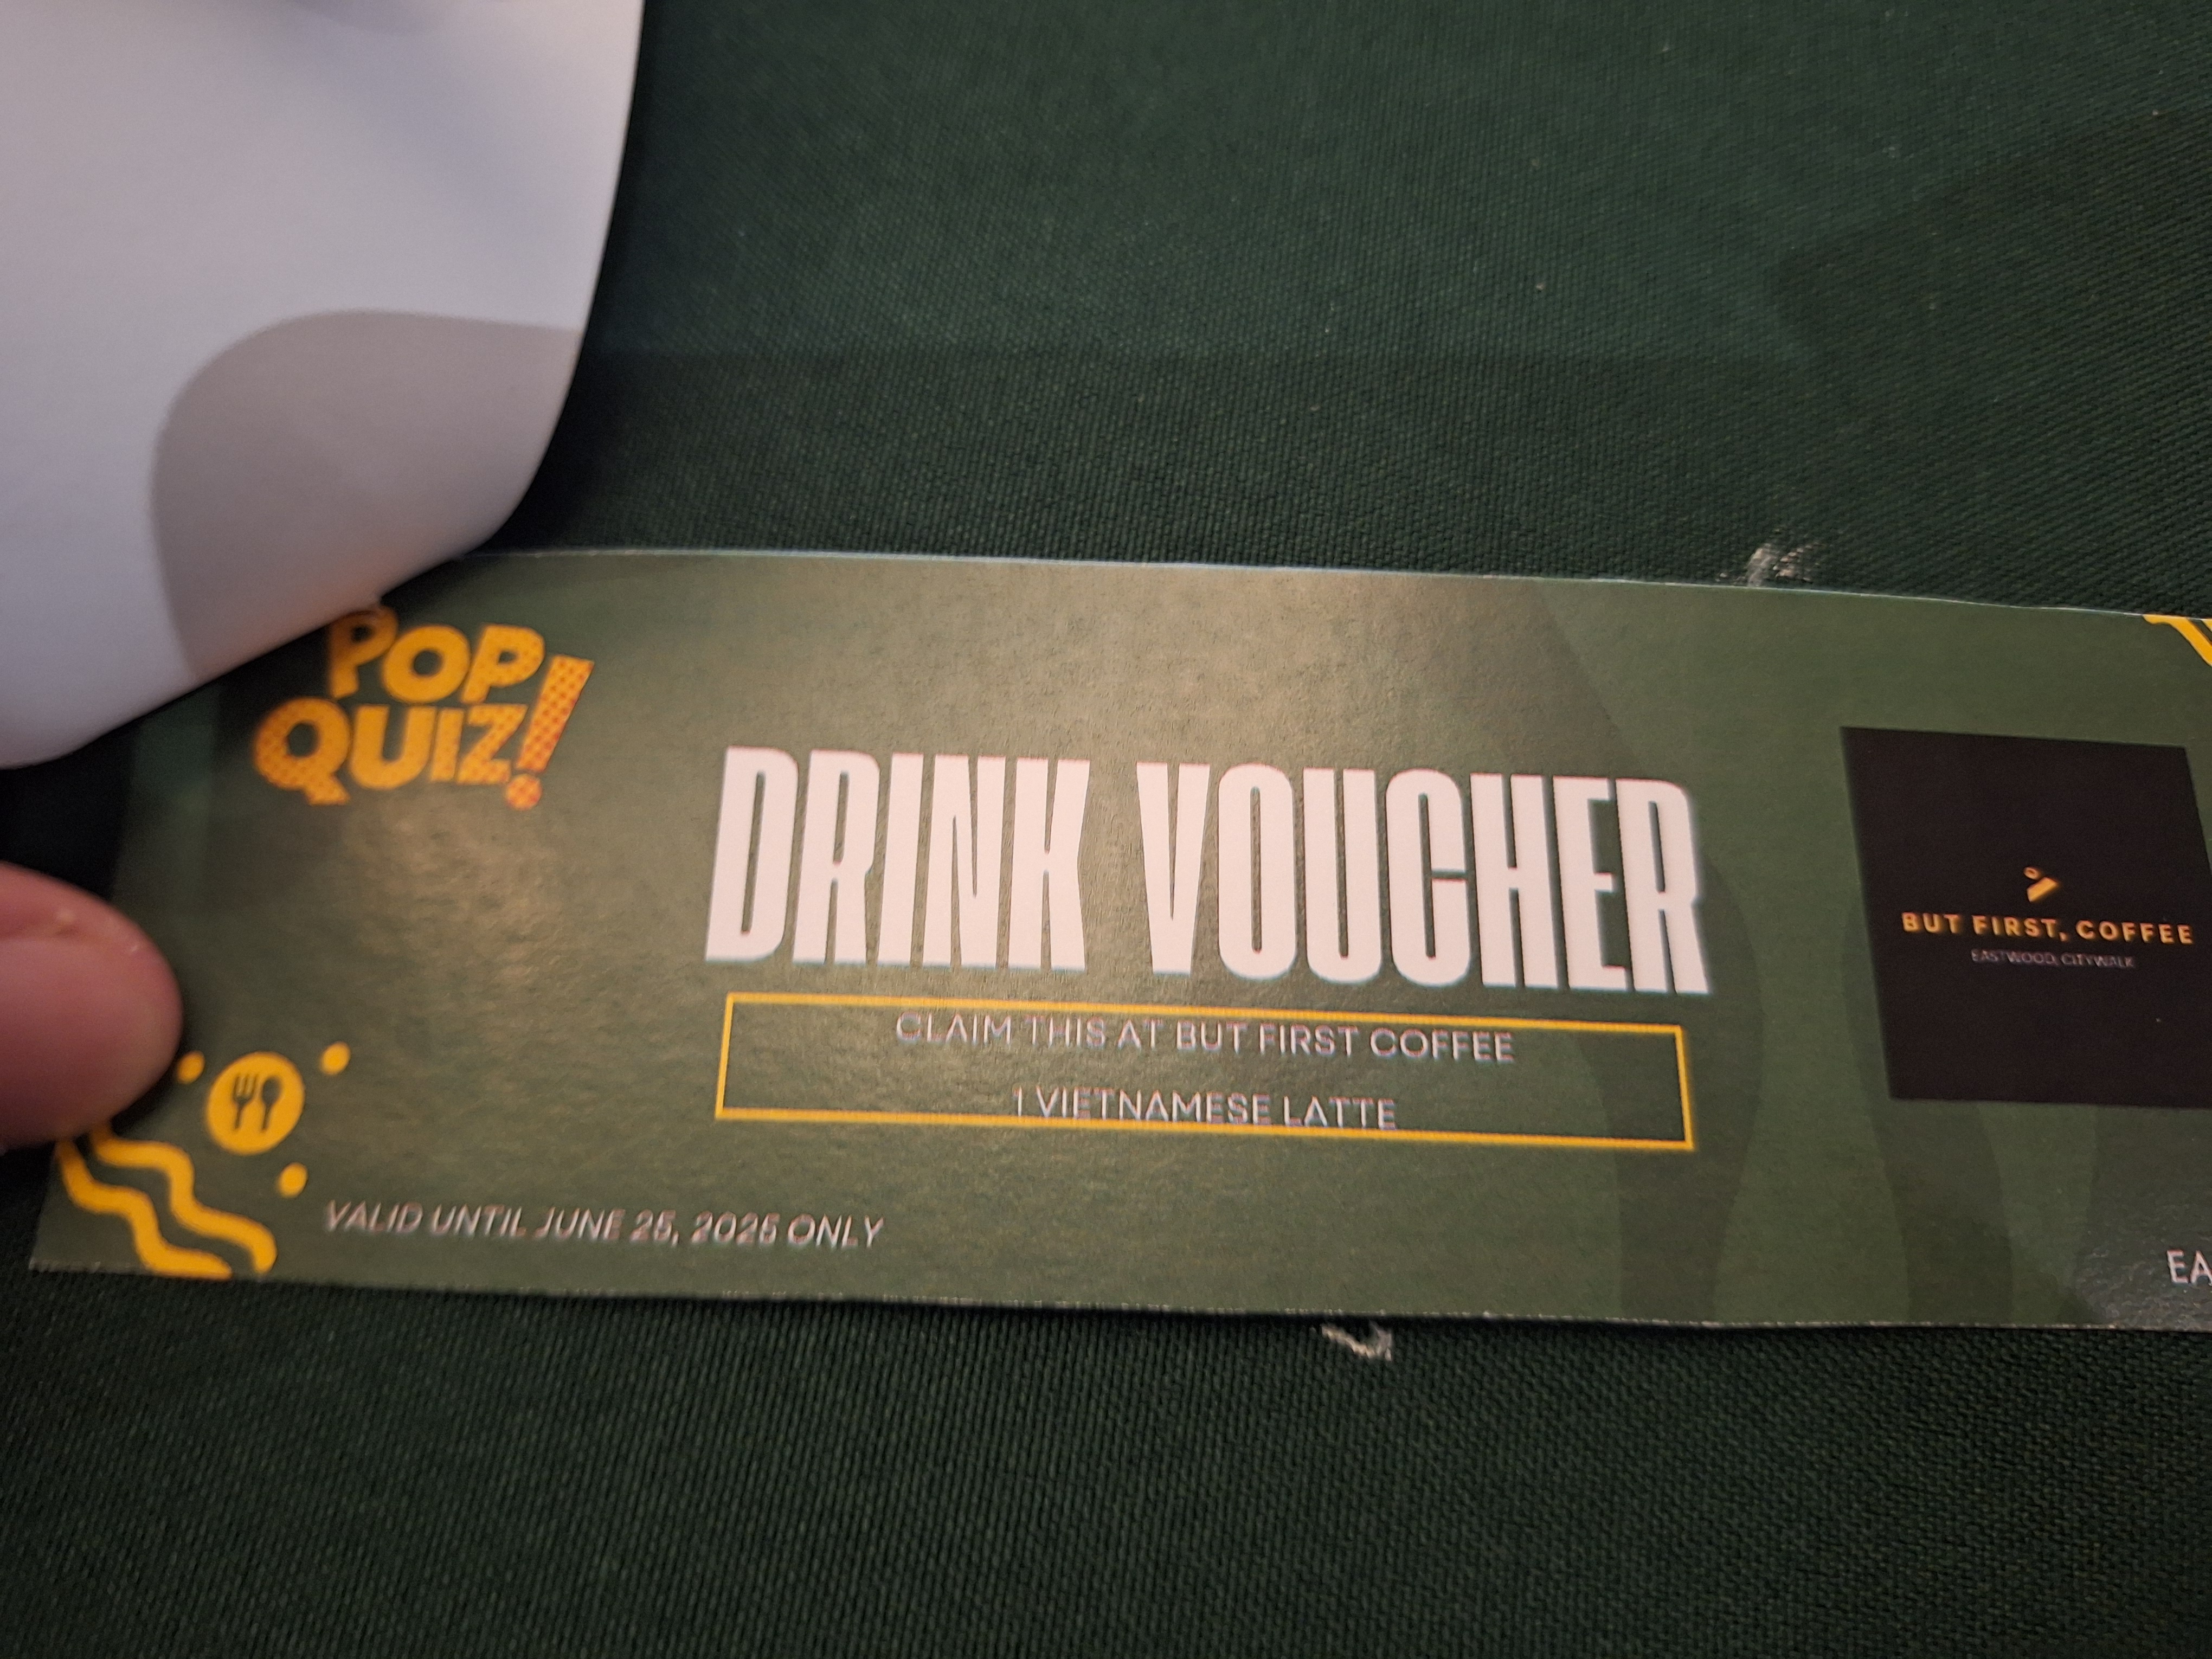 POP
QUIZ!
DRINK VOUCHER
CLAIM THIS AT BUT FIRST COFFEE
1 VIETNAMESE LATTE
VALID UNTIL JUNE 25, 2025 ONLY
BUT FIRST, COFFEE
EASTWOOD, CITYWALK